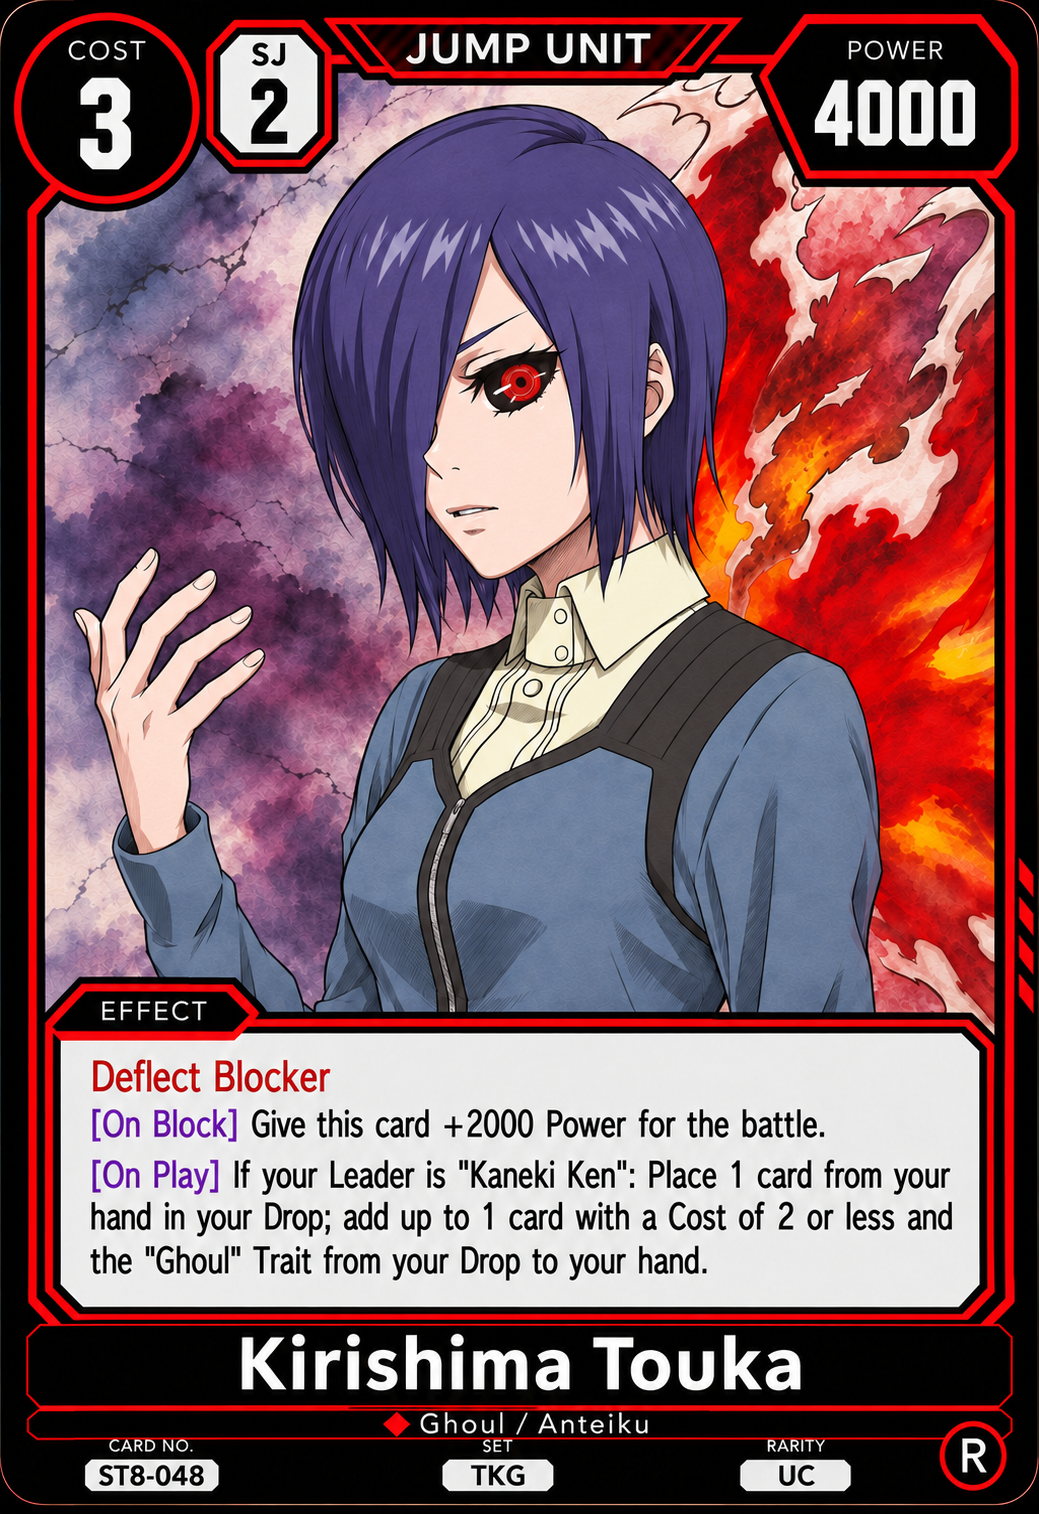 COST
3
SJ
2
JUMP UNIT
POWER
4000
EFFECT
Deflect Blocker
[On Block] Give this card +2000 Power for the battle.
[On Play] If your Leader is "Kaneki Ken": Place 1 card from your
hand in your Drop; add up to 1 card with a Cost of 2 or less and
the "Ghoul" Trait from your Drop to your hand.
Kirishima Touka
Ghoul / Anteiku
CARD NO.
ST8-048
SET
TKG
RARITY
UC
R